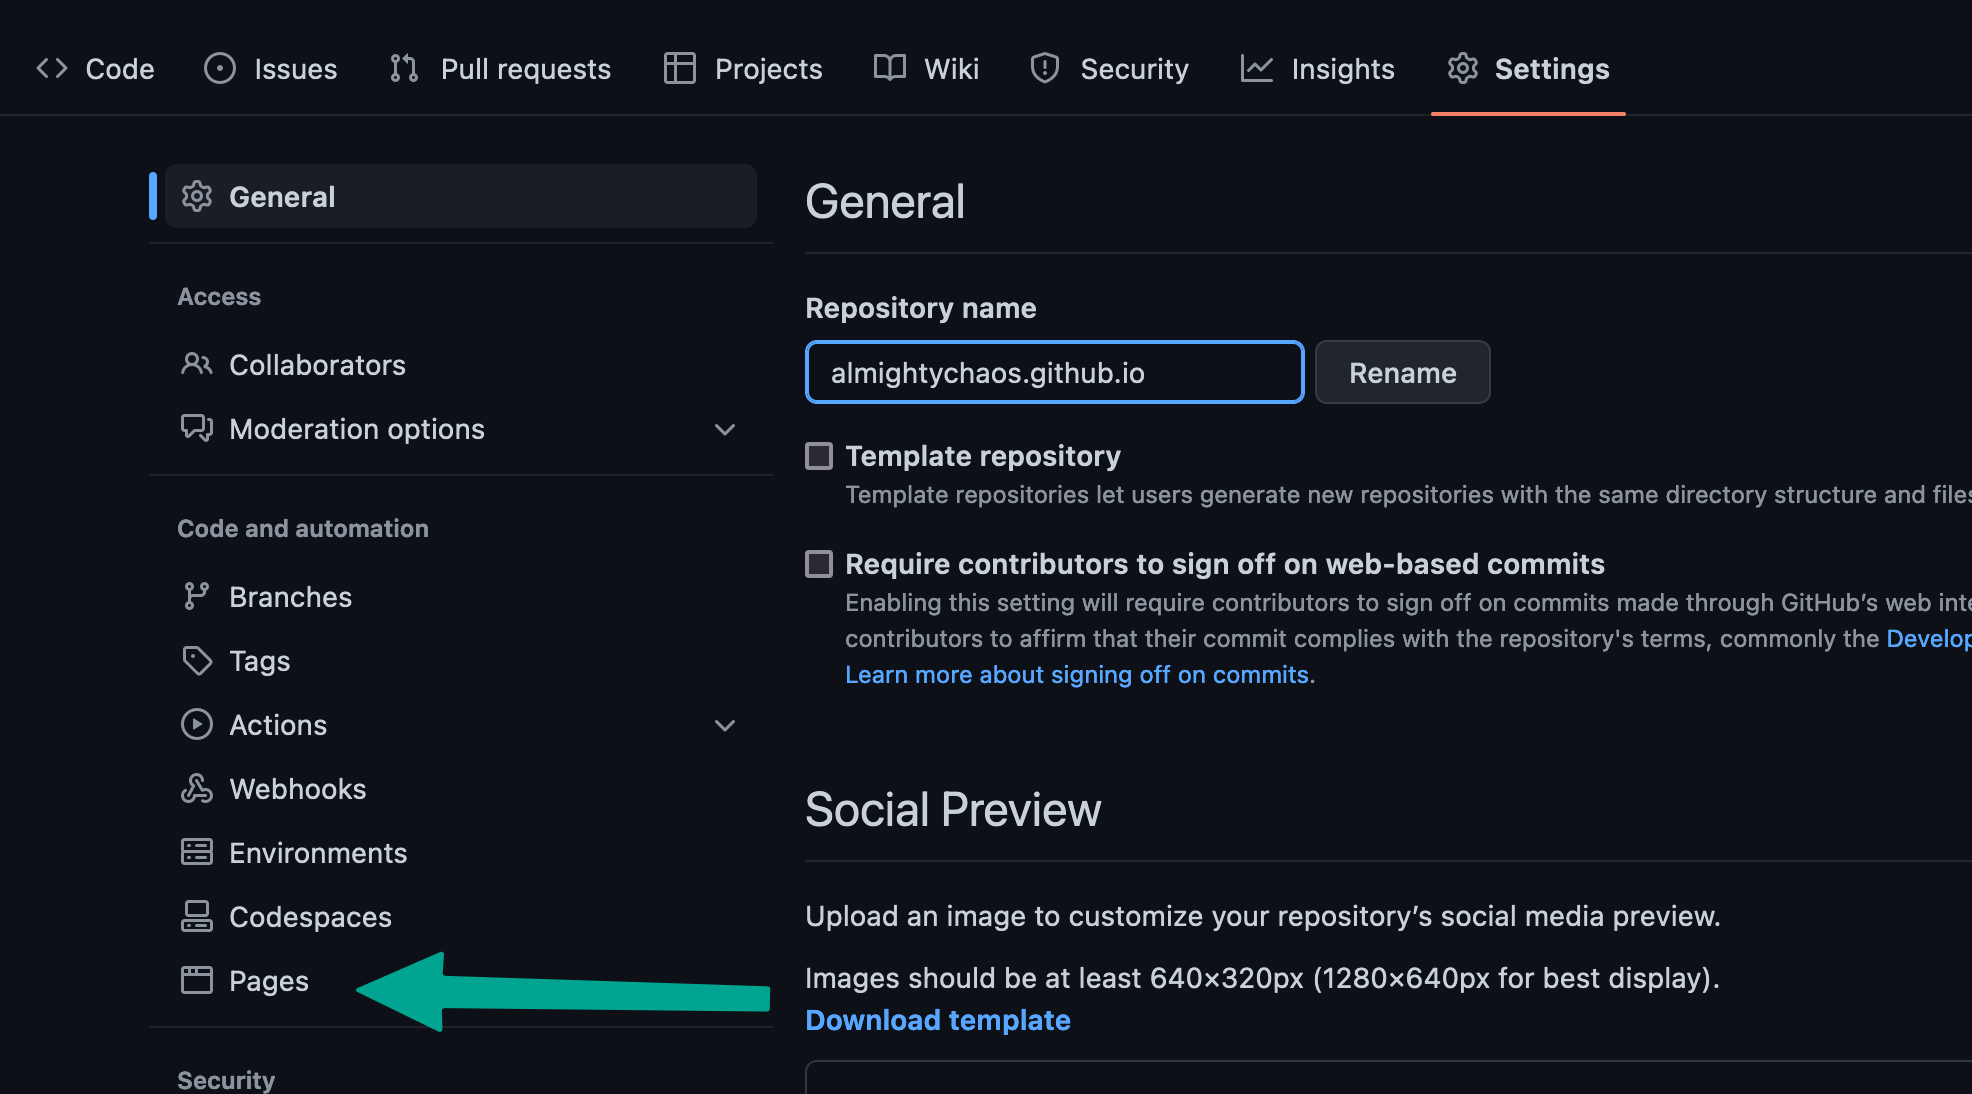 Code Issues Pull requests Projects Wiki Security Insights Settings
General
Access
Collaborators
Moderation options
Code and automation
Branches
Tags
Actions
Webhooks
Environments
Codespaces
Pages
Security
General
Repository name
almightychaos.github.io Rename
Template repository
Template repositories let users generate new repositories with the same directory structure and files
Require contributors to sign off on web-based commits
Enabling this setting will require contributors to sign off on commits made through GitHub’s web
contributors to affirm that their commit complies with the repository's terms, commonly the
Learn more about signing off on commits.
Social Preview
Upload an image to customize your repository’s social media preview.
Images should be at least 640×320px (1280×640px for best display).
Download template